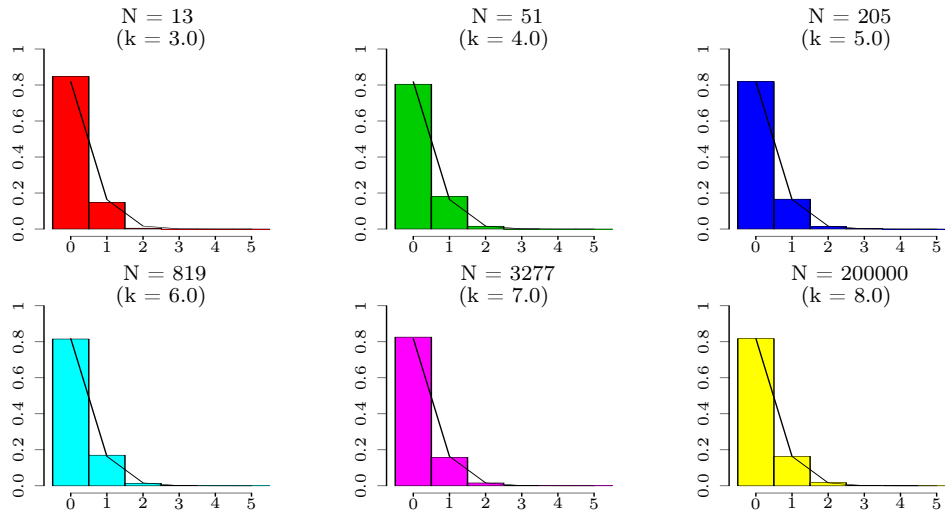 N = 13
(k = 3.0)
0.0 0.2 0.4 0.6 0.8 1
0 1 2 3 4 5
N = 51
(k = 4.0)
0.0 0.2 0.4 0.6 0.8 1
0 1 2 3 4 5
N = 205
(k = 5.0)
0.0 0.2 0.4 0.6 0.8 1
0 1 2 3 4 5
N = 819
(k = 6.0)
0.0 0.2 0.4 0.6 0.8 1
0 1 2 3 4 5
N = 3277
(k = 7.0)
0.0 0.2 0.4 0.6 0.8 1
0 1 2 3 4 5
N = 200000
(k = 8.0)
0.0 0.2 0.4 0.6 0.8 1
0 1 2 3 4 5